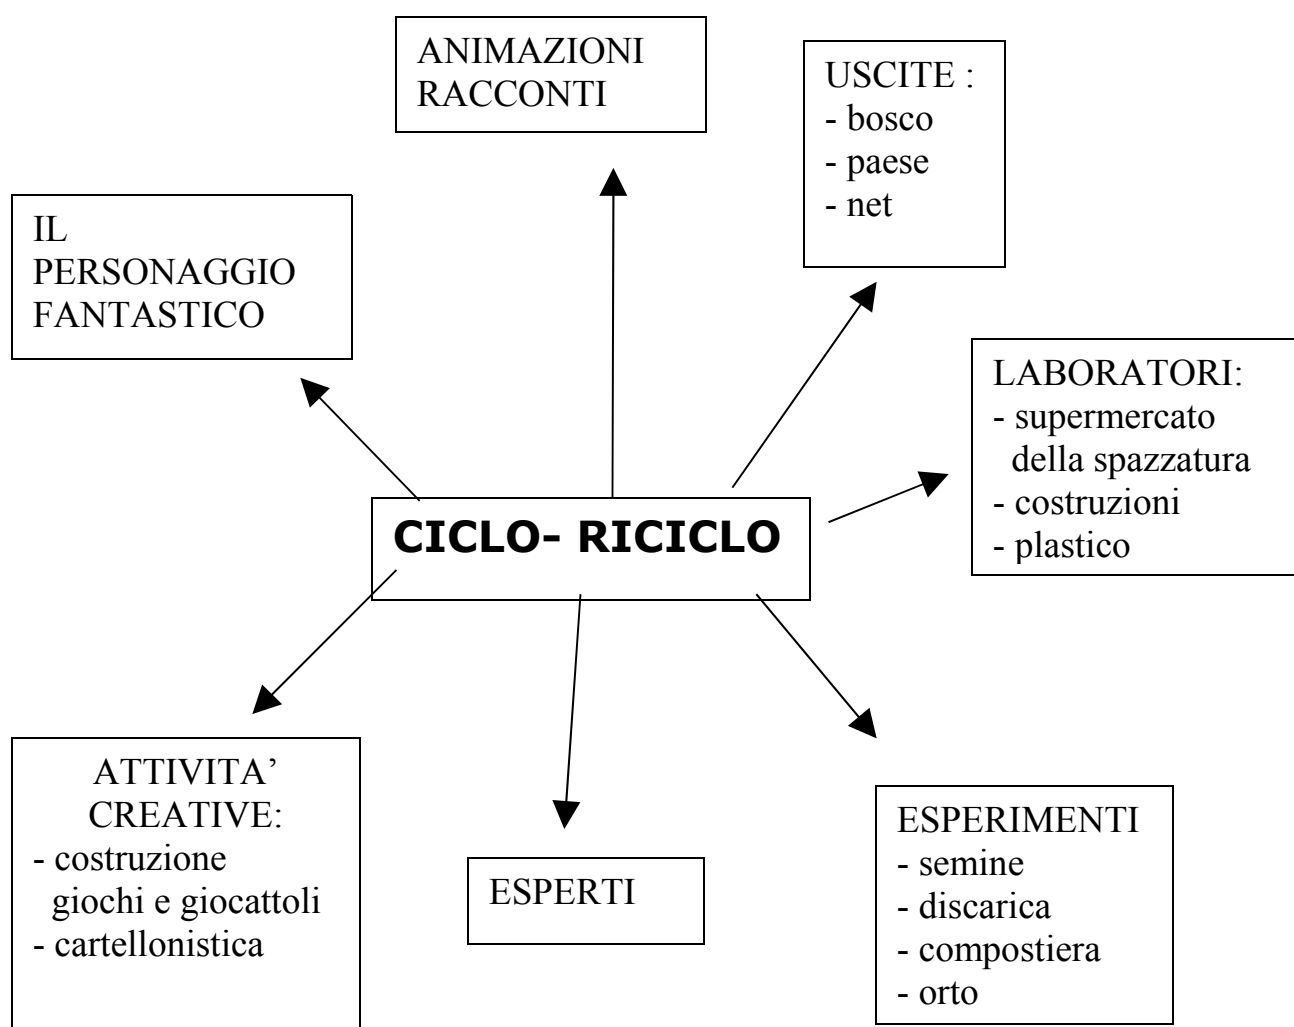 ANIMAZIONI
RACCONTI
USCITE :
- bosco
- paese
- net
IL
PERSONAGGIO
FANTASTICO
LABORATORI:
- supermercato
della spazzatura
- costruzioni
- plastico
CICLO- RICICLO
ATTIVITA’
CREATIVE:
- costruzione
giochi e giocattoli
- cartellonistica
ESPERTI
ESPERIMENTI
- semine
- discarica
- compostiera
- orto